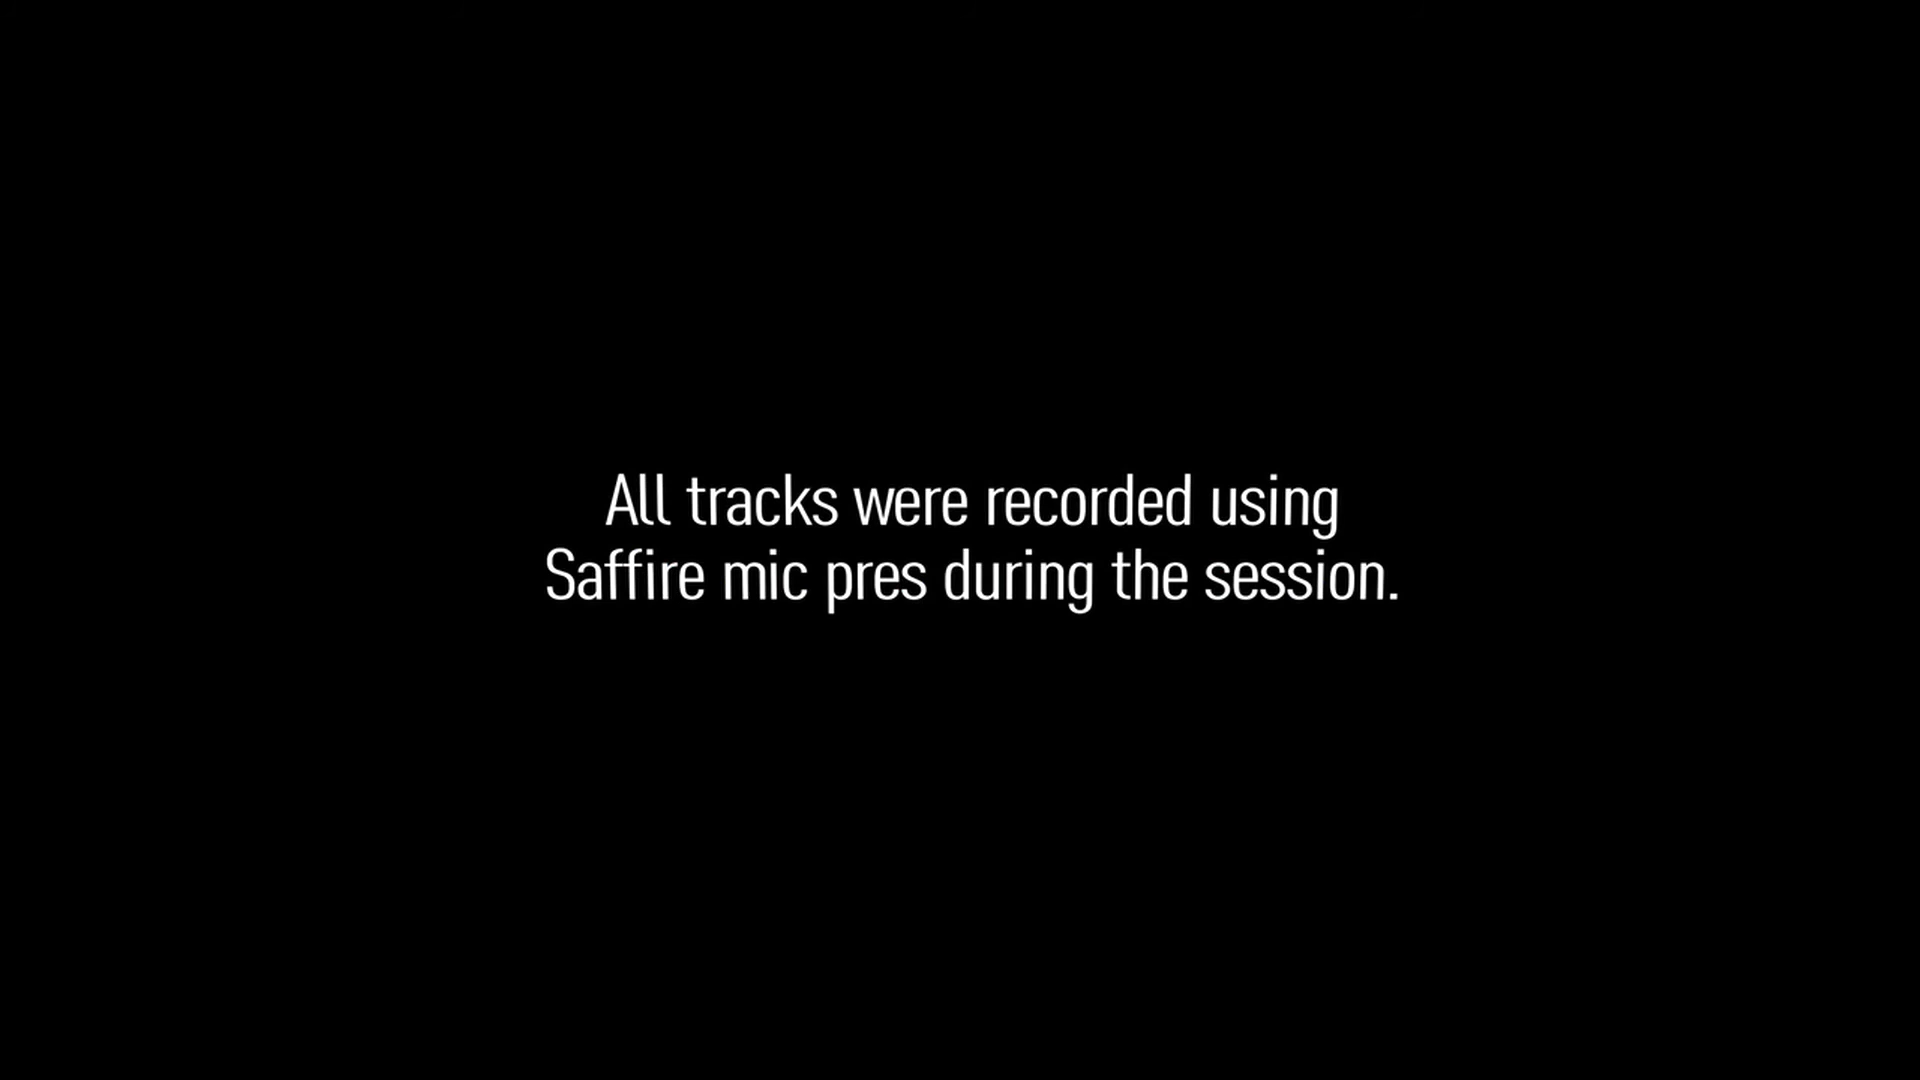 All tracks were recorded using
Saffire mic pres during the session.